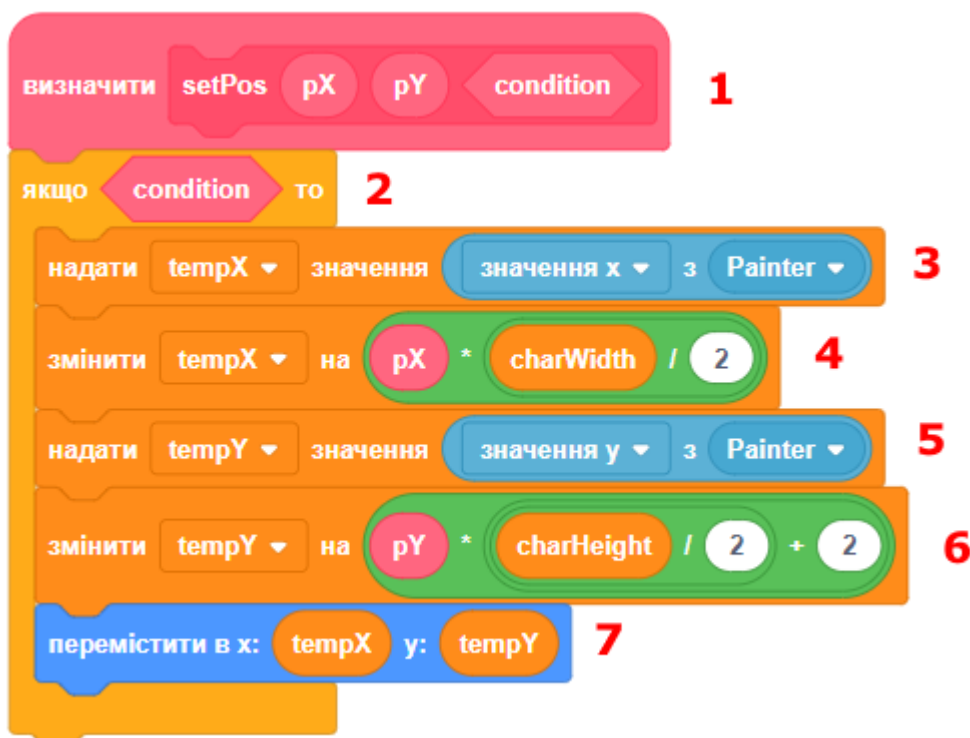 визначити setPos pX pY condition 1
якщо condition то 2
надати tempX значення значення x з Painter 3
змінити tempX на pX * charWidth / 2 4
надати tempY значення значення y з Painter 5
змінити tempY на pY * charHeight / 2 + 2 6
перемістити в x: tempX y: tempY 7